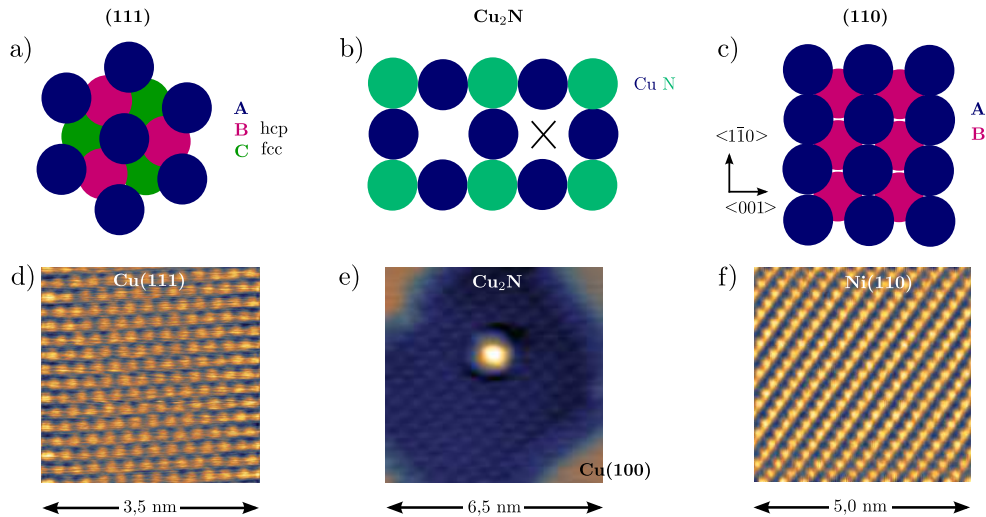 (111)
Cu₂N
(110)
a)
b)
c)
A
B hcp
C fcc
Cu N
A
B
<11̄0>
<001>
d)
e)
f)
Cu(111)
Cu₂N
Ni(110)
Cu(100)
3,5 nm
6,5 nm
5,0 nm